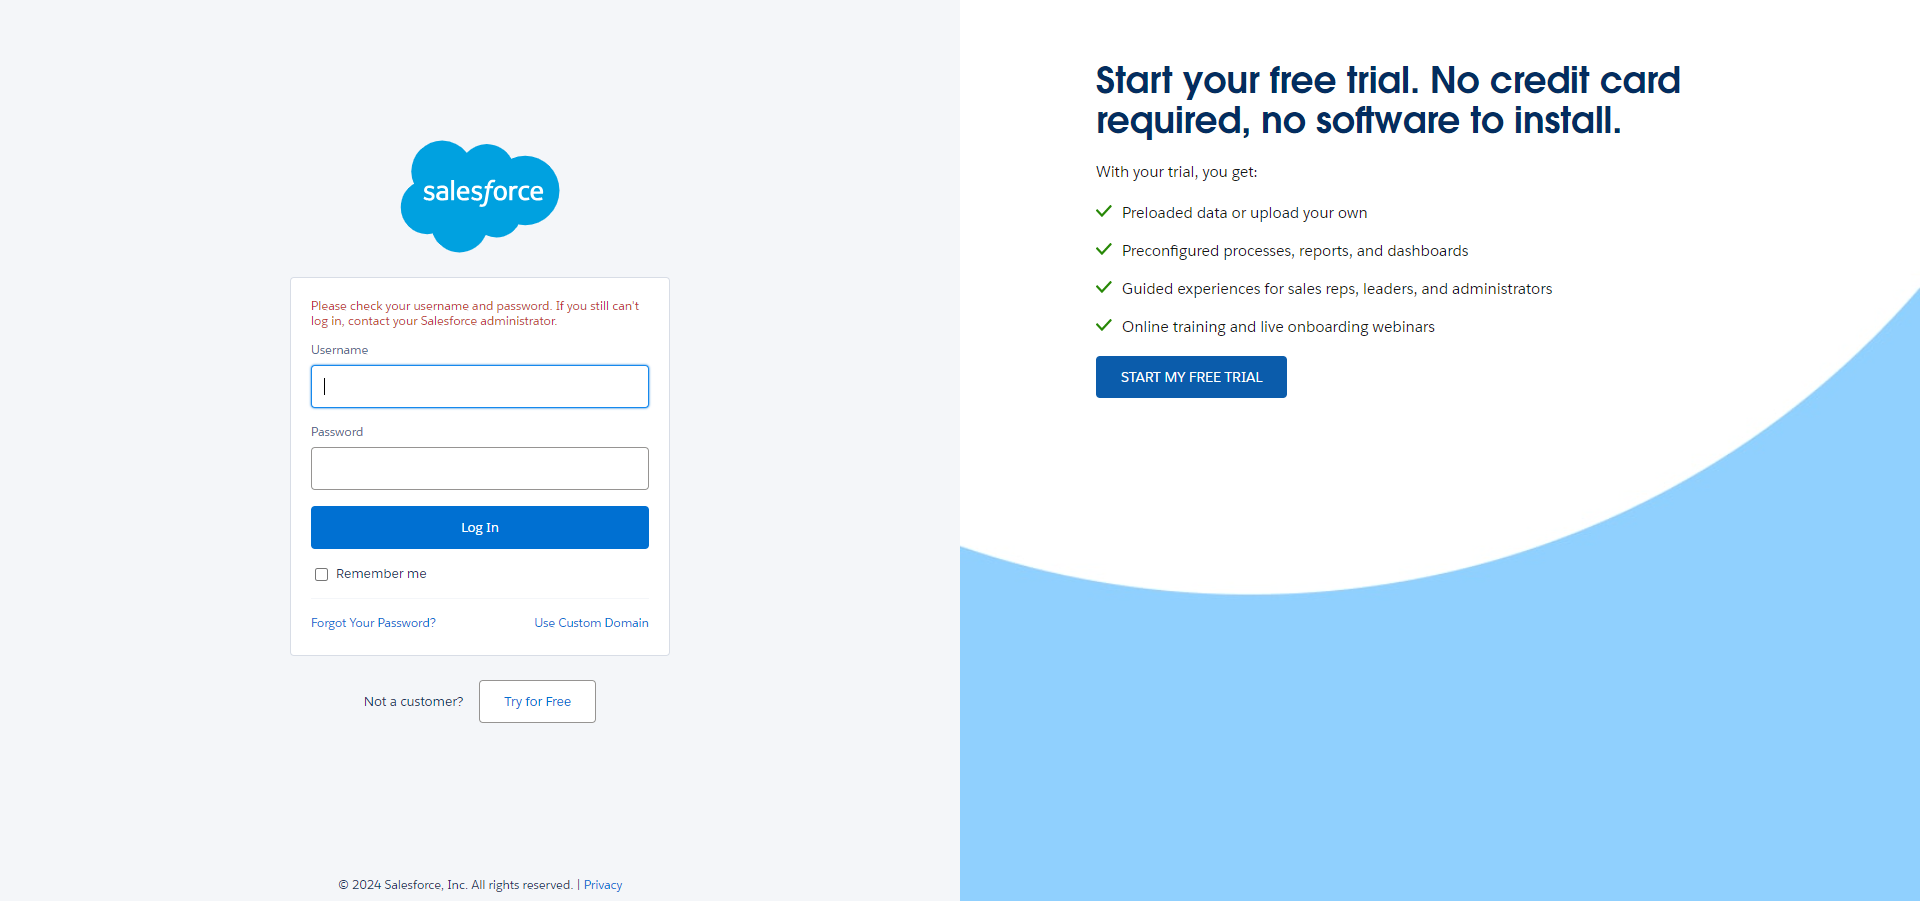 salesforce
Please check your username and password. If you still can't
log in, contact your Salesforce administrator.
Username
Password
Log In
Remember me
Forgot Your Password?
Use Custom Domain
Not a customer?
Try for Free
© 2024 Salesforce, Inc. All rights reserved. | Privacy
Start your free trial. No credit card
required, no software to install.
With your trial, you get:
Preloaded data or upload your own
Preconfigured processes, reports, and dashboards
Guided experiences for sales reps, leaders, and administrators
Online training and live onboarding webinars
START MY FREE TRIAL